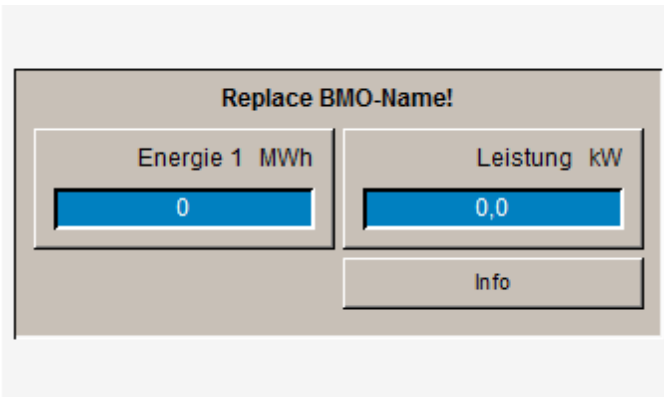 Replace BMO-Name!
Energie 1 MWh
Leistung kW
0
0,0
Info